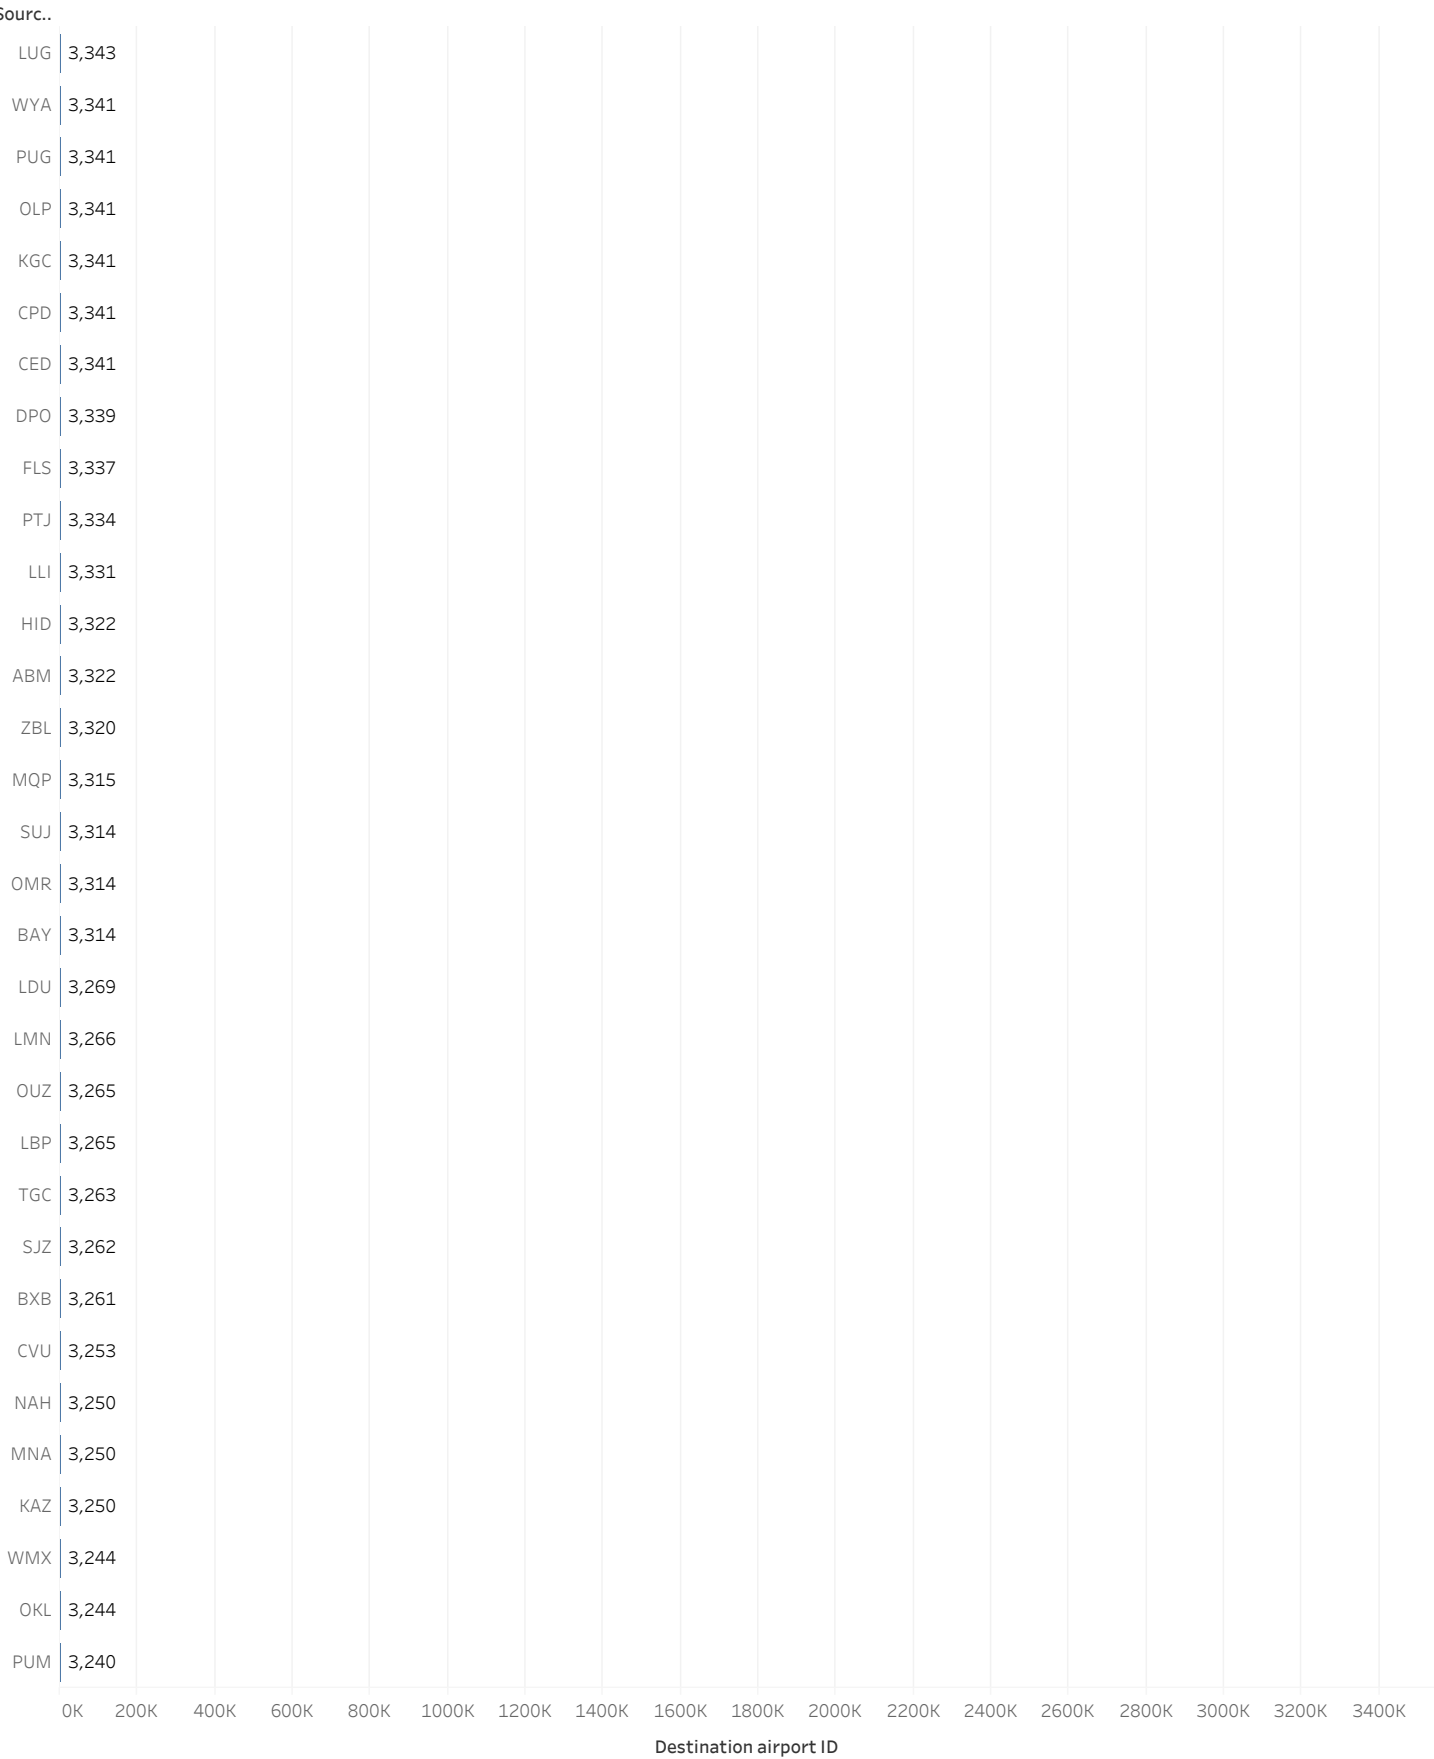 Sourc..
LUG 3,343
WYA 3,341
PUG 3,341
OLP 3,341
KGC 3,341
CPD 3,341
CED 3,341
DPO 3,339
FLS 3,337
PTJ 3,334
LLI 3,331
HID 3,322
ABM 3,322
ZBL 3,320
MQP 3,315
SUJ 3,314
OMR 3,314
BAY 3,314
LDU 3,269
LMN 3,266
OUZ 3,265
LBP 3,265
TGC 3,263
SJZ 3,262
BXB 3,261
CVU 3,253
NAH 3,250
MNA 3,250
KAZ 3,250
WMX 3,244
OKL 3,244
PUM 3,240
0K 200K 400K 600K 800K 1000K 1200K 1400K 1600K 1800K 2000K 2200K 2400K 2600K 2800K 3000K 3200K 3400K
Destination airport ID